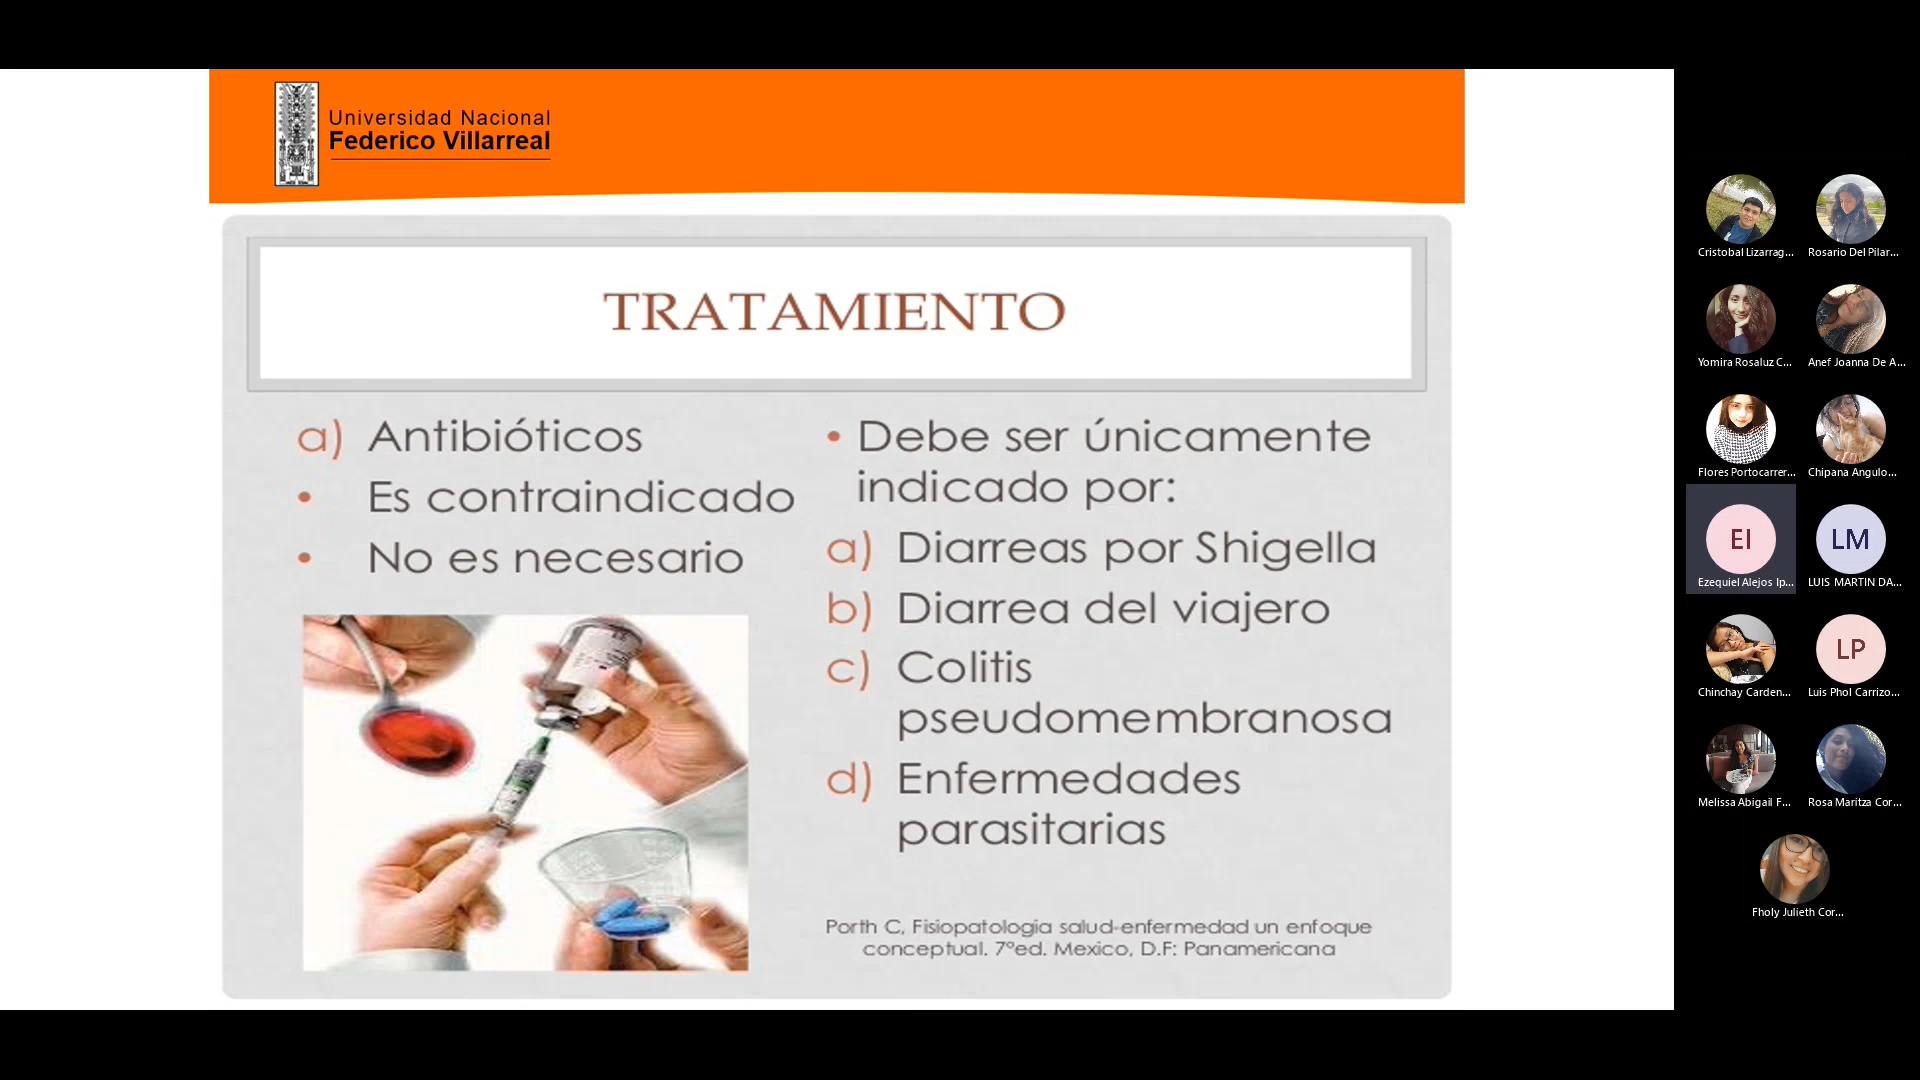 Universidad Nacional
Federico Villarreal
TRATAMIENTO
a) Antibióticos
• Es contraindicado
• No es necesario
• Debe ser únicamente
indicado por:
a) Diarreas por Shigella
b) Diarrea del viajero
c) Colitis
pseudomembranosa
d) Enfermedades
parasitarias
Porth C, Fisiopatologia salud-enfermedad un enfoque
conceptual. 7°ed. Mexico, D.F: Panamericana
Cristobal Lizarrag...
Rosario Del Pilar...
Yomira Rosaluz C...
Anef Joanna De A...
Flores Portocarrer...
Chipana Angulo...
EI
Ezequiel Alejos Ip...
LM
LUIS MARTIN DA...
Chinchay Carden...
LP
Luis Phol Carrizo...
Melissa Abigail F...
Rosa Maritza Cor...
Fholy Julieth Cor...